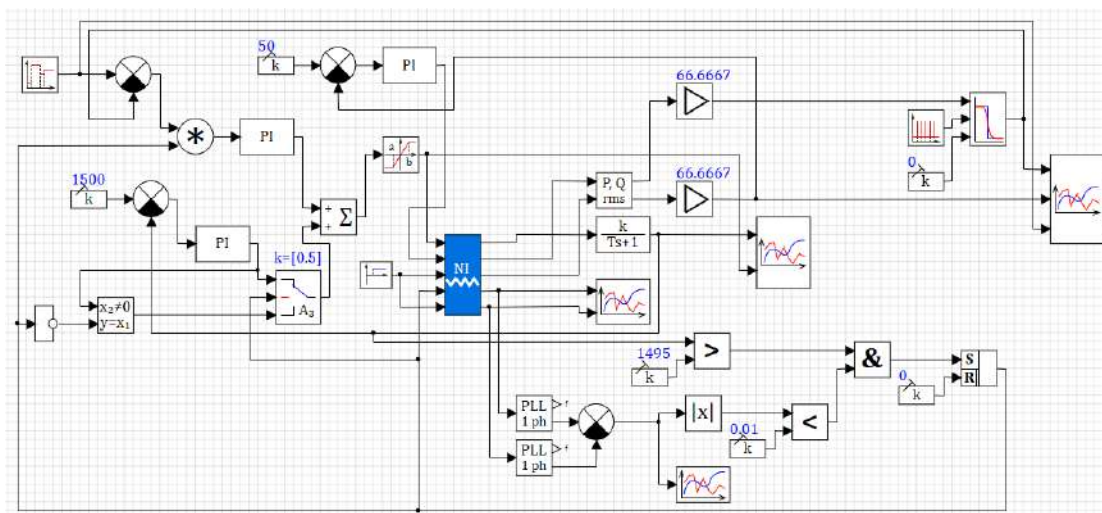 50
k
PI
66.6667
a
b
*
PI
1500
k
0
k
P, Q
rms
66.6667
+
+
Σ
k
Ts+1
PI
k=[0.5]
NI
A₃
x₂≠0
y=x₁
>
1495
k
&
S
R
0
k
PLL
1 ph
f
|x|
<
0.01
k
PLL
1 ph
f